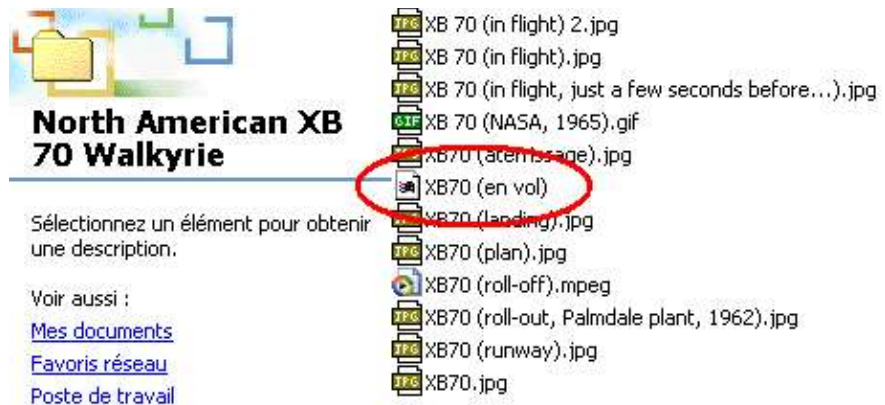 North American XB
70 Walkyrie
Sélectionnez un élément pour obtenir
une description.
Voir aussi :
Mes documents
Favoris réseau
Poste de travail
XB 70 (in flight) 2.jpg
XB 70 (in flight).jpg
XB 70 (in flight, just a few seconds before...).jpg
XB 70 (NASA, 1965).gif
XB70 (aterrissage).jpg
XB70 (en vol)
XB70 (landing).jpg
XB70 (plan).jpg
XB70 (roll-off).mpeg
XB70 (roll-out, Palmdale plant, 1962).jpg
XB70 (runway).jpg
XB70.jpg